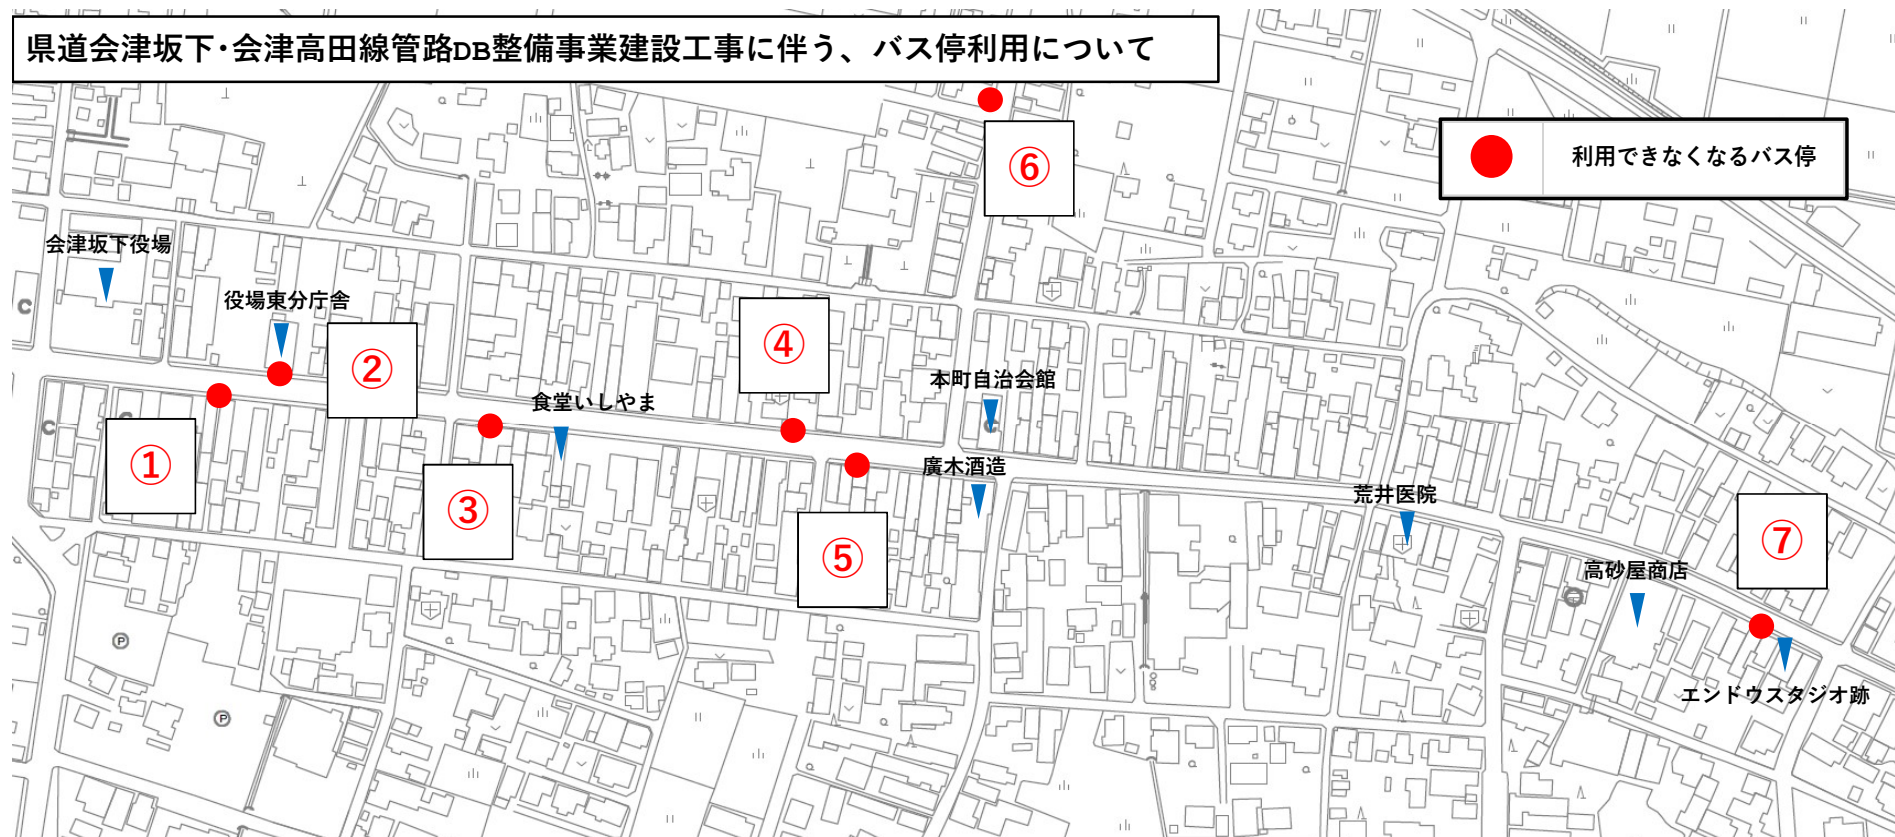 県道会津坂下・会津高田線管路DB整備事業建設工事に伴う、バス停利用について
⑥
利用できなくなるバス停
会津坂下役場
役場東分庁舎
②
④
本町自治会館
食堂いしやま
①
③
廣木酒造
⑤
荒井医院
⑦
高砂屋商店
エンドウスタジオ跡
P
P